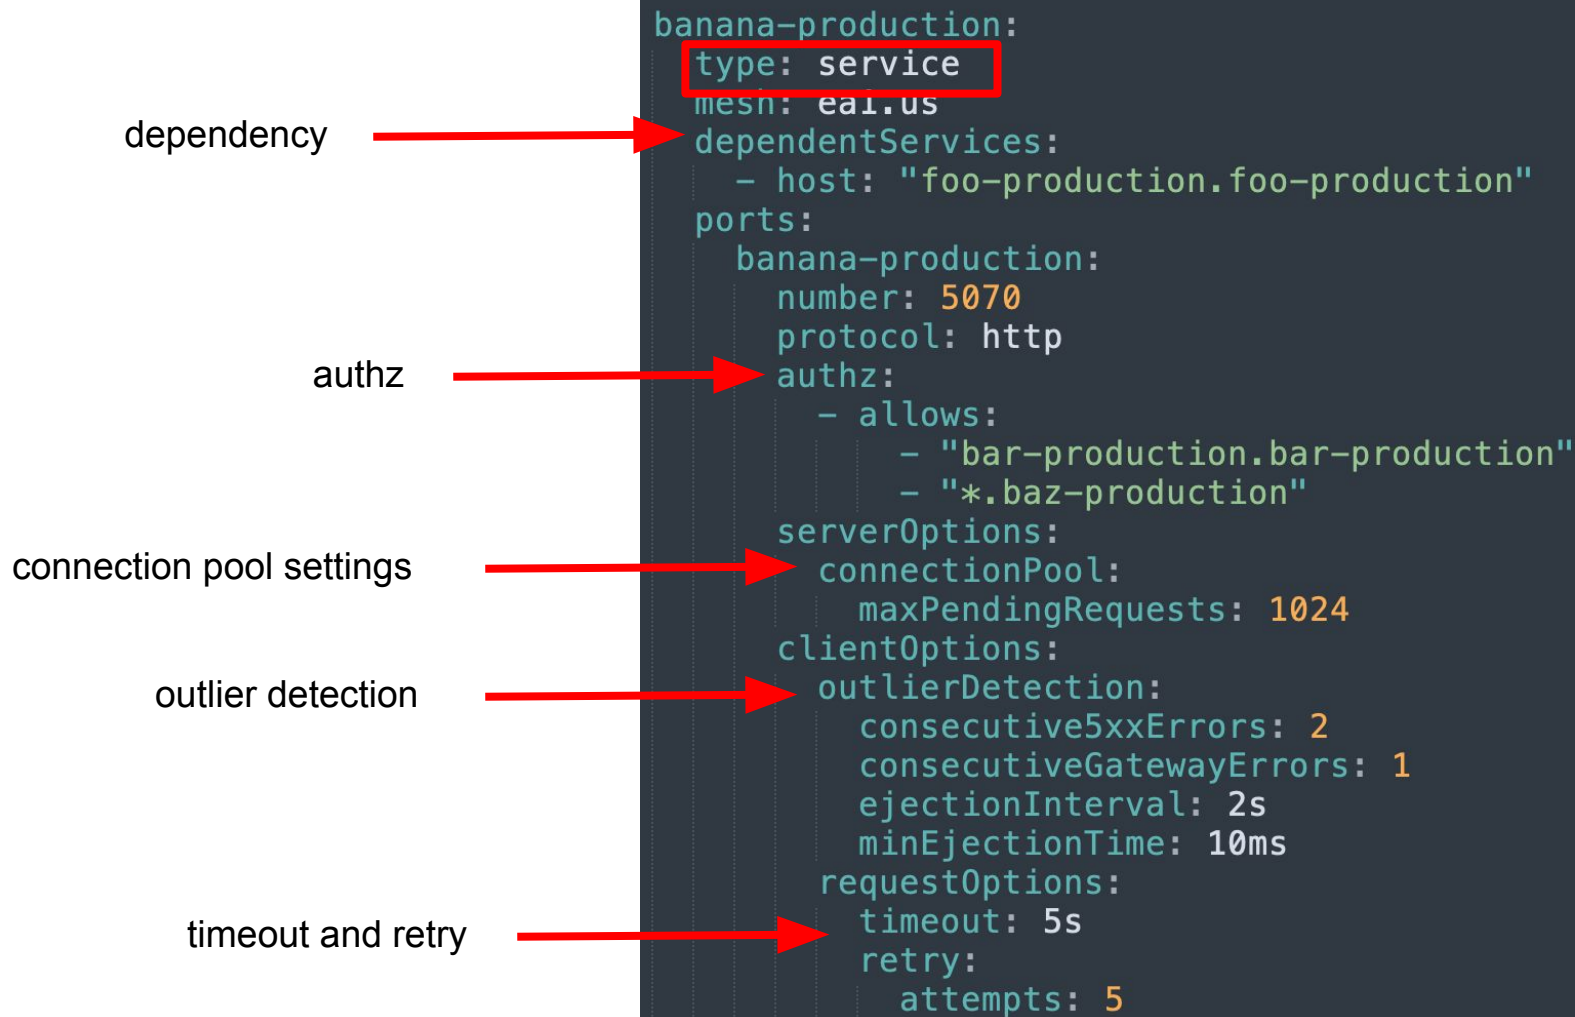 banana-production:
type: service
mesh: ea1.us
dependency
dependentServices:
- host: "foo-production.foo-production"
ports:
banana-production:
number: 5070
protocol: http
authz
authz:
- allows:
- "bar-production.bar-production"
- "*.baz-production"
serverOptions:
connection pool settings
connectionPool:
maxPendingRequests: 1024
clientOptions:
outlier detection
outlierDetection:
consecutive5xxErrors: 2
consecutiveGatewayErrors: 1
ejectionInterval: 2s
minEjectionTime: 10ms
requestOptions:
timeout and retry
timeout: 5s
retry:
attempts: 5